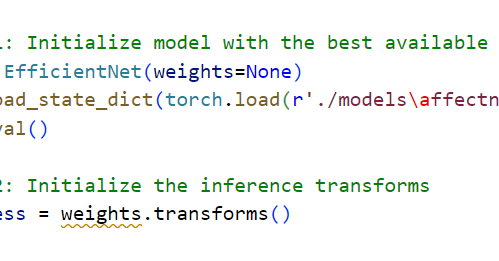 : Initialize model with the best available
EfficientNet(weights=None)
oad_state_dict(torch.load(r'./models\affectn
val()
2: Initialize the inference transforms
ess = weights.transforms()